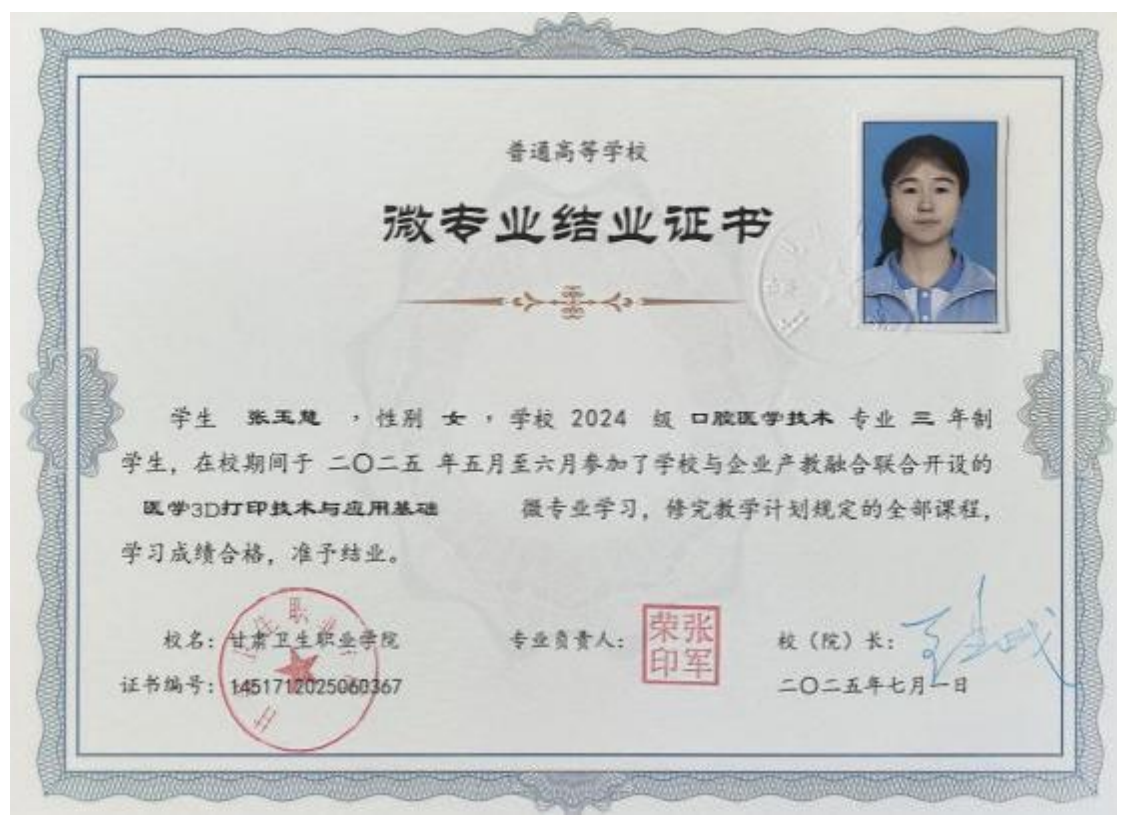 普通高等学校
微专业结业证书
学生 张玉慧 ，性别 女 ，学校 2024 级 口腔医学技术 专业 三 年制
学生，在校期间于 二〇二五 年五月至六月参加了学校与企业产教融合联合开设的
医学3D打印技术与应用基础 微专业学习，修完教学计划规定的全部课程，
学习成绩合格，准予结业。
校名：甘肃卫生职业学院 专业负责人： 校（院）长：
荣张
印军
证书编号：1451712025060367 二〇二五年七月一日